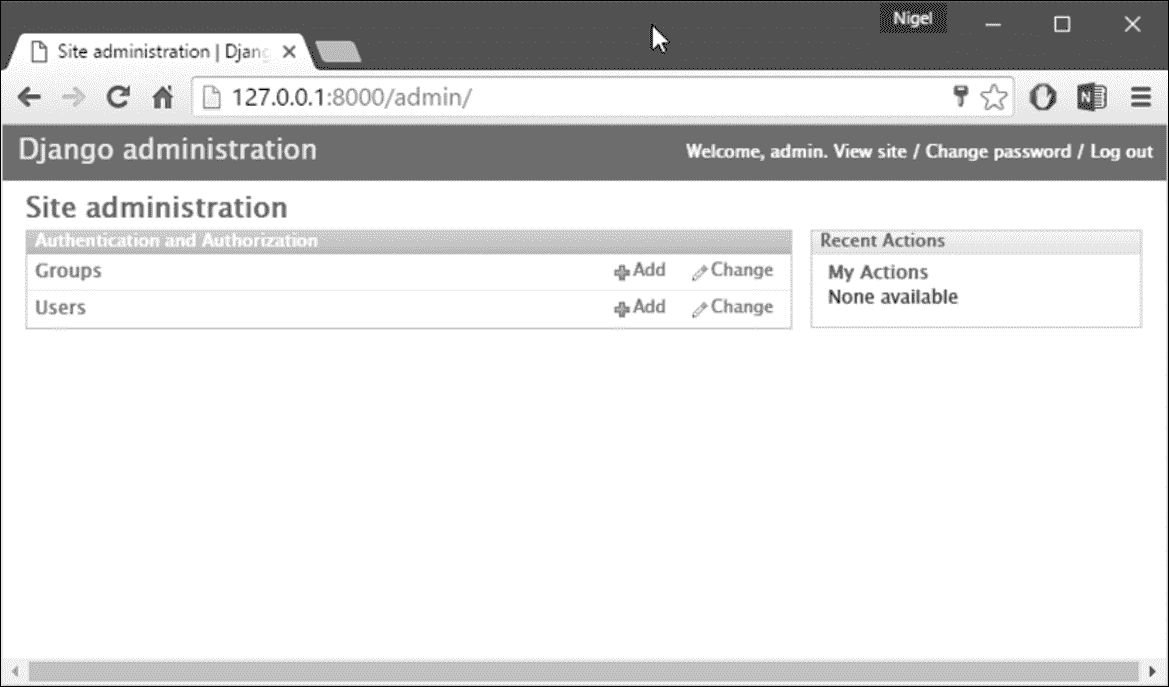 Nigel
Site administration | Djang
127.0.0.1:8000/admin/
N
Django administration
Welcome, admin. View site / Change password / Log out
Site administration
Authentication and Authorization
Groups Add Change
Users Add Change
Recent Actions
My Actions
None available